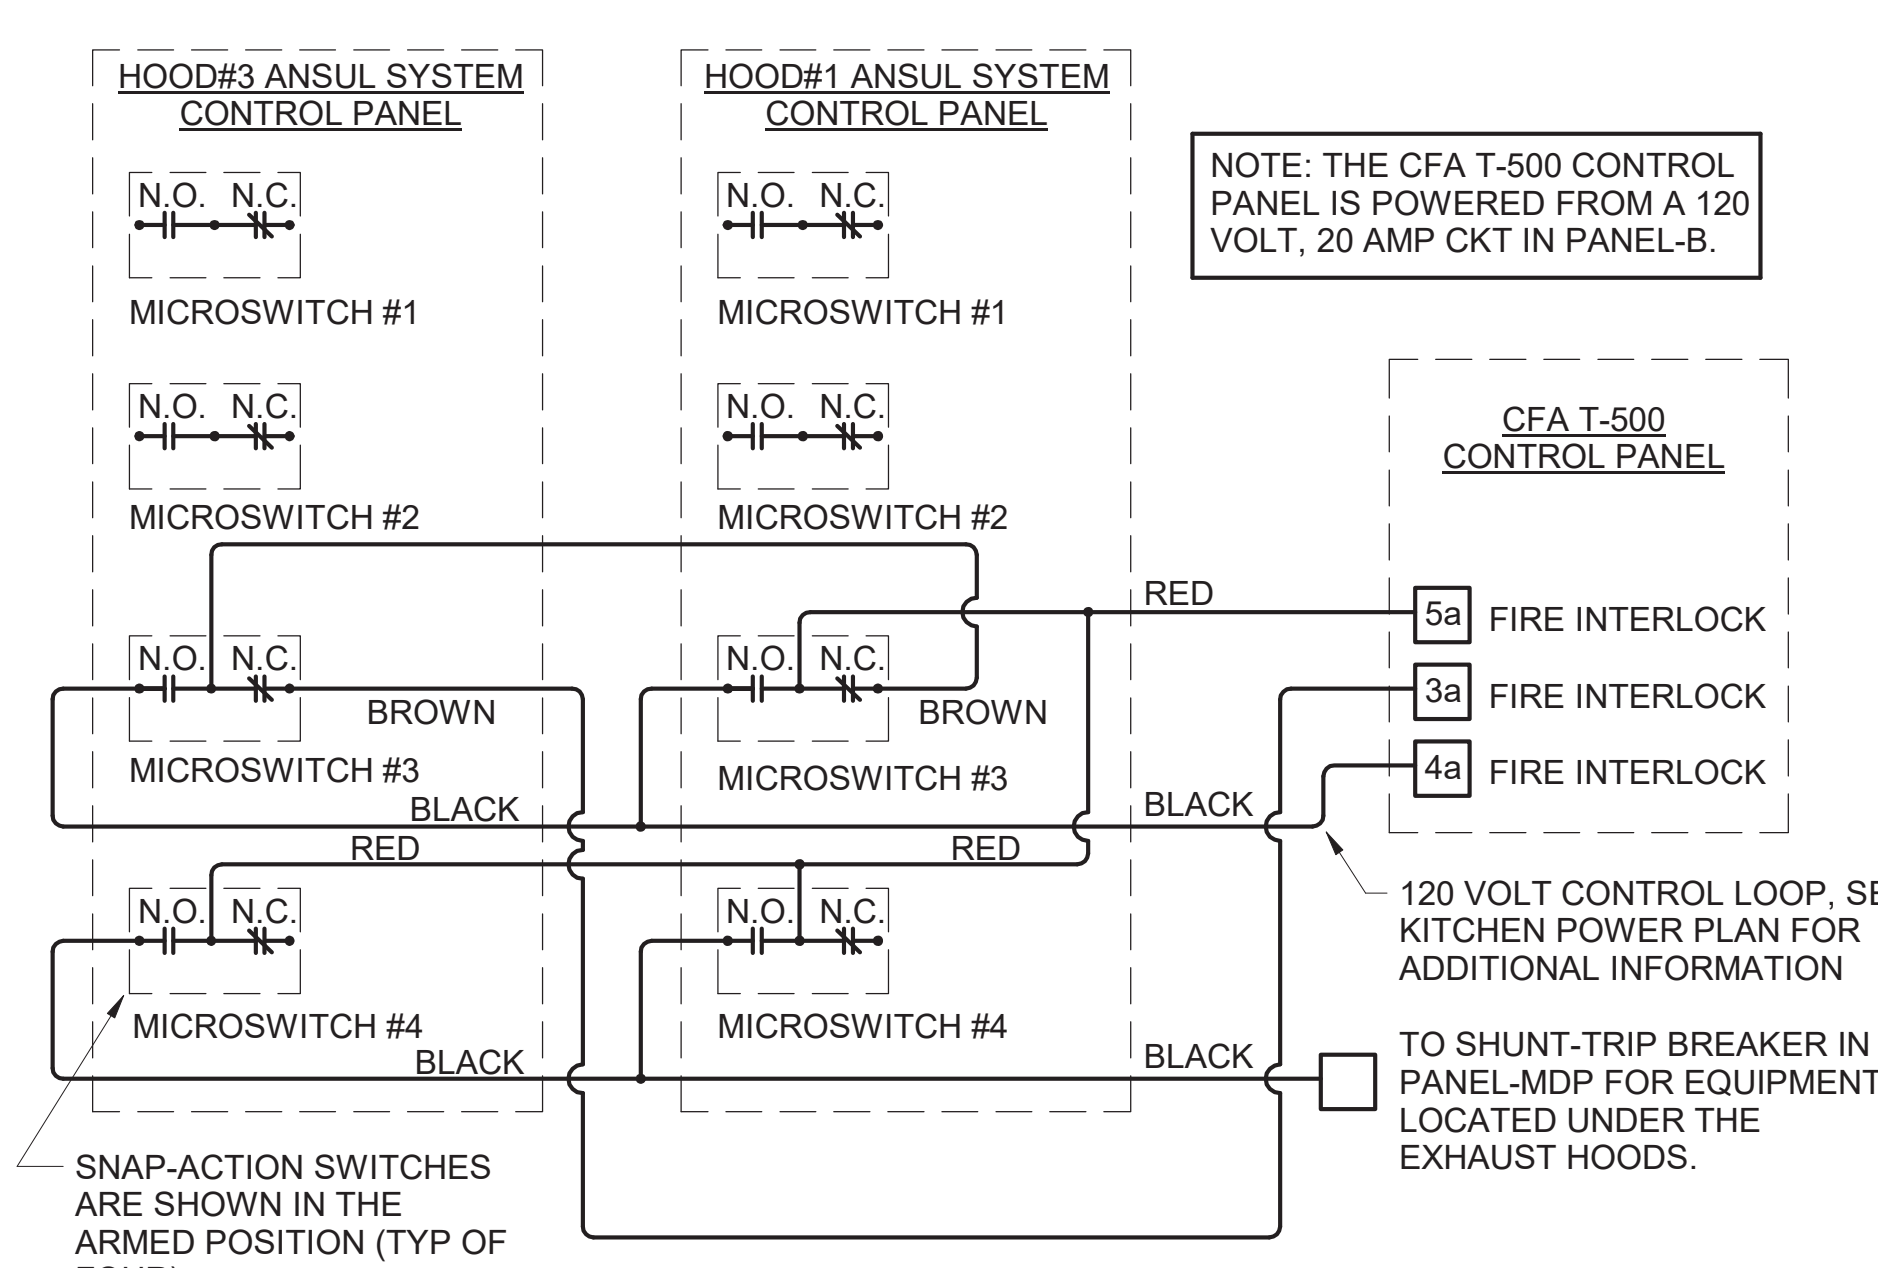 HOOD#3 ANSUL SYSTEM
CONTROL PANEL
N.O. N.C.
MICROSWITCH #1
N.O. N.C.
MICROSWITCH #2
N.O. N.C.
BROWN
MICROSWITCH #3
BLACK
RED
N.O. N.C.
MICROSWITCH #4
BLACK
SNAP-ACTION SWITCHES
ARE SHOWN IN THE
ARMED POSITION (TYP OF
HOOD#1 ANSUL SYSTEM
CONTROL PANEL
N.O. N.C.
MICROSWITCH #1
N.O. N.C.
MICROSWITCH #2
N.O. N.C.
BROWN
MICROSWITCH #3
RED
N.O. N.C.
MICROSWITCH #4
RED
BLACK
BLACK
NOTE: THE CFA T-500 CONTROL
PANEL IS POWERED FROM A 120
VOLT, 20 AMP CKT IN PANEL-B.
CFA T-500
CONTROL PANEL
5a FIRE INTERLOCK
3a FIRE INTERLOCK
4a FIRE INTERLOCK
120 VOLT CONTROL LOOP,
KITCHEN POWER PLAN FOR
ADDITIONAL INFORMATION
TO SHUNT-TRIP BREAKER IN
PANEL-MDP FOR EQUIPMENT
LOCATED UNDER THE
EXHAUST HOODS.